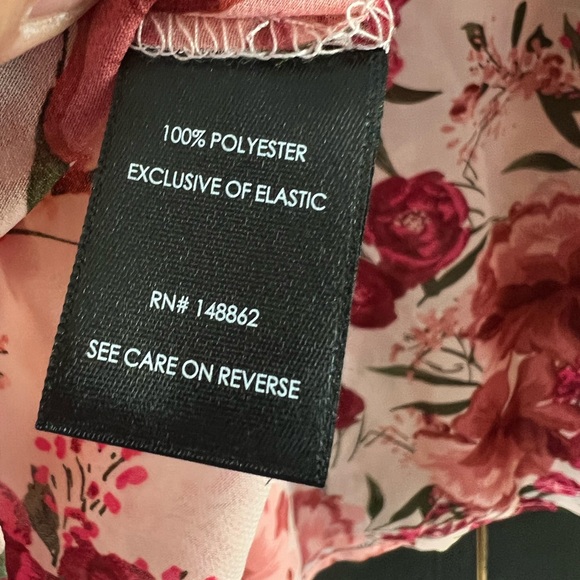 100% POLYESTER
EXCLUSIVE OF ELASTIC
RN# 148862
SEE CARE ON REVERSE